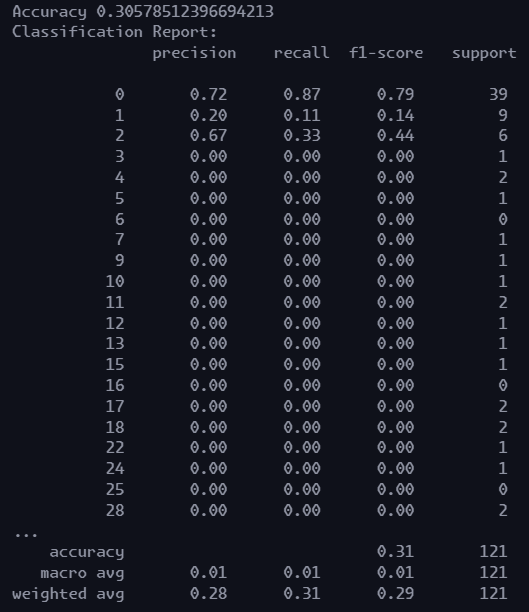 Accuracy 0.30578512396694213
Classification Report:
precision recall f1-score support
0 0.72 0.87 0.79 39
1 0.20 0.11 0.14 9
2 0.67 0.33 0.44 6
3 0.00 0.00 0.00 1
4 0.00 0.00 0.00 2
5 0.00 0.00 0.00 1
6 0.00 0.00 0.00 0
7 0.00 0.00 0.00 1
9 0.00 0.00 0.00 1
10 0.00 0.00 0.00 1
11 0.00 0.00 0.00 2
12 0.00 0.00 0.00 1
13 0.00 0.00 0.00 1
15 0.00 0.00 0.00 1
16 0.00 0.00 0.00 0
17 0.00 0.00 0.00 2
18 0.00 0.00 0.00 2
22 0.00 0.00 0.00 1
24 0.00 0.00 0.00 1
25 0.00 0.00 0.00 0
28 0.00 0.00 0.00 2
...
accuracy 0.31 121
macro avg 0.01 0.01 0.01 121
weighted avg 0.28 0.31 0.29 121